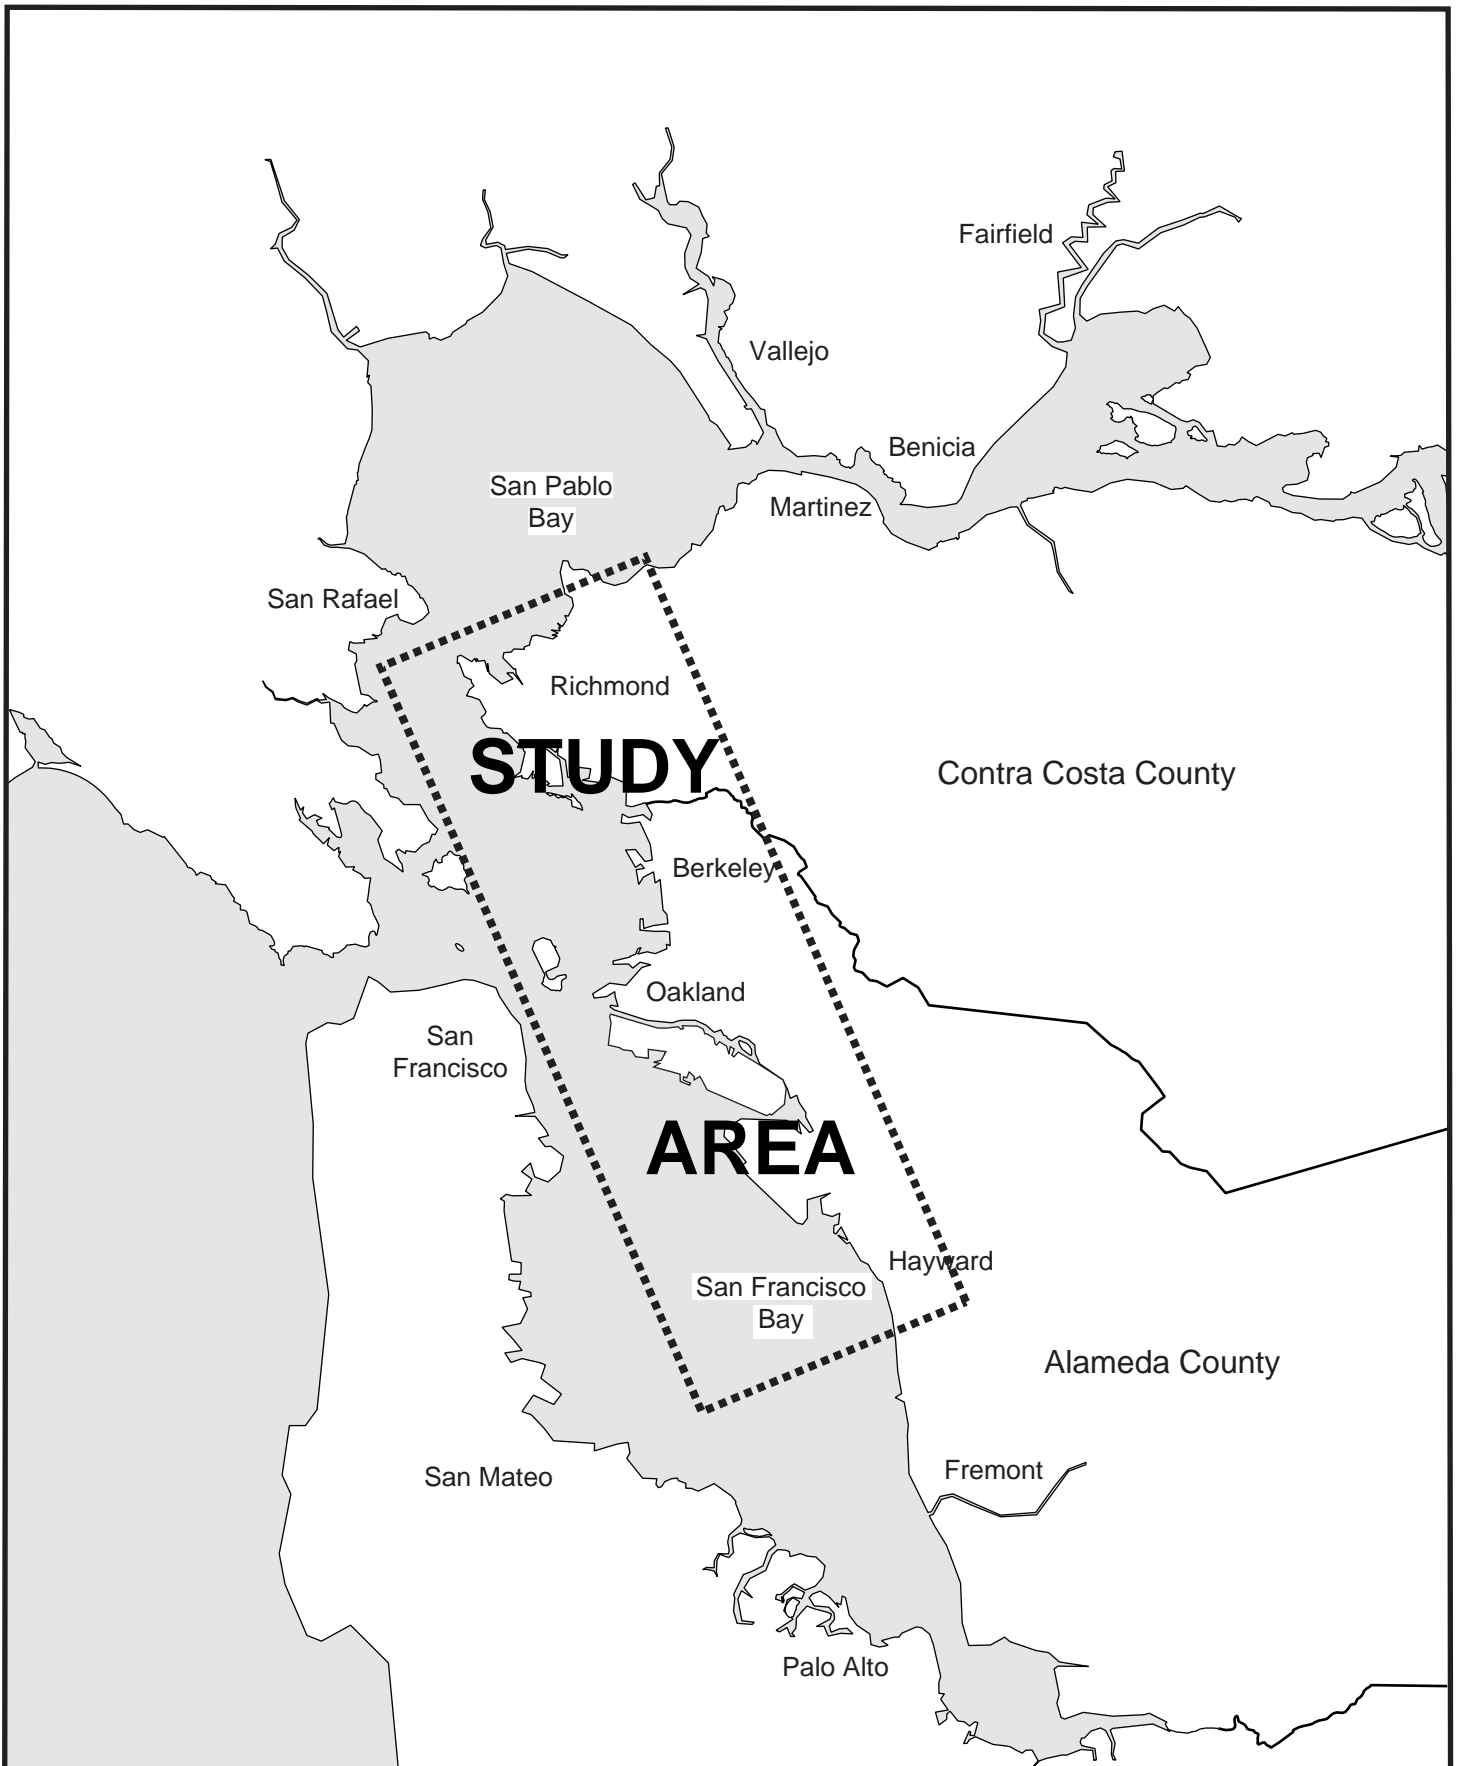 Fairfield
Vallejo
Benicia
San Pablo
Bay
Martinez
San Rafael
Richmond
STUDY
Contra Costa County
Berkeley
Oakland
San
Francisco
AREA
Hayward
San Francisco
Bay
Alameda County
Fremont
San Mateo
Palo Alto